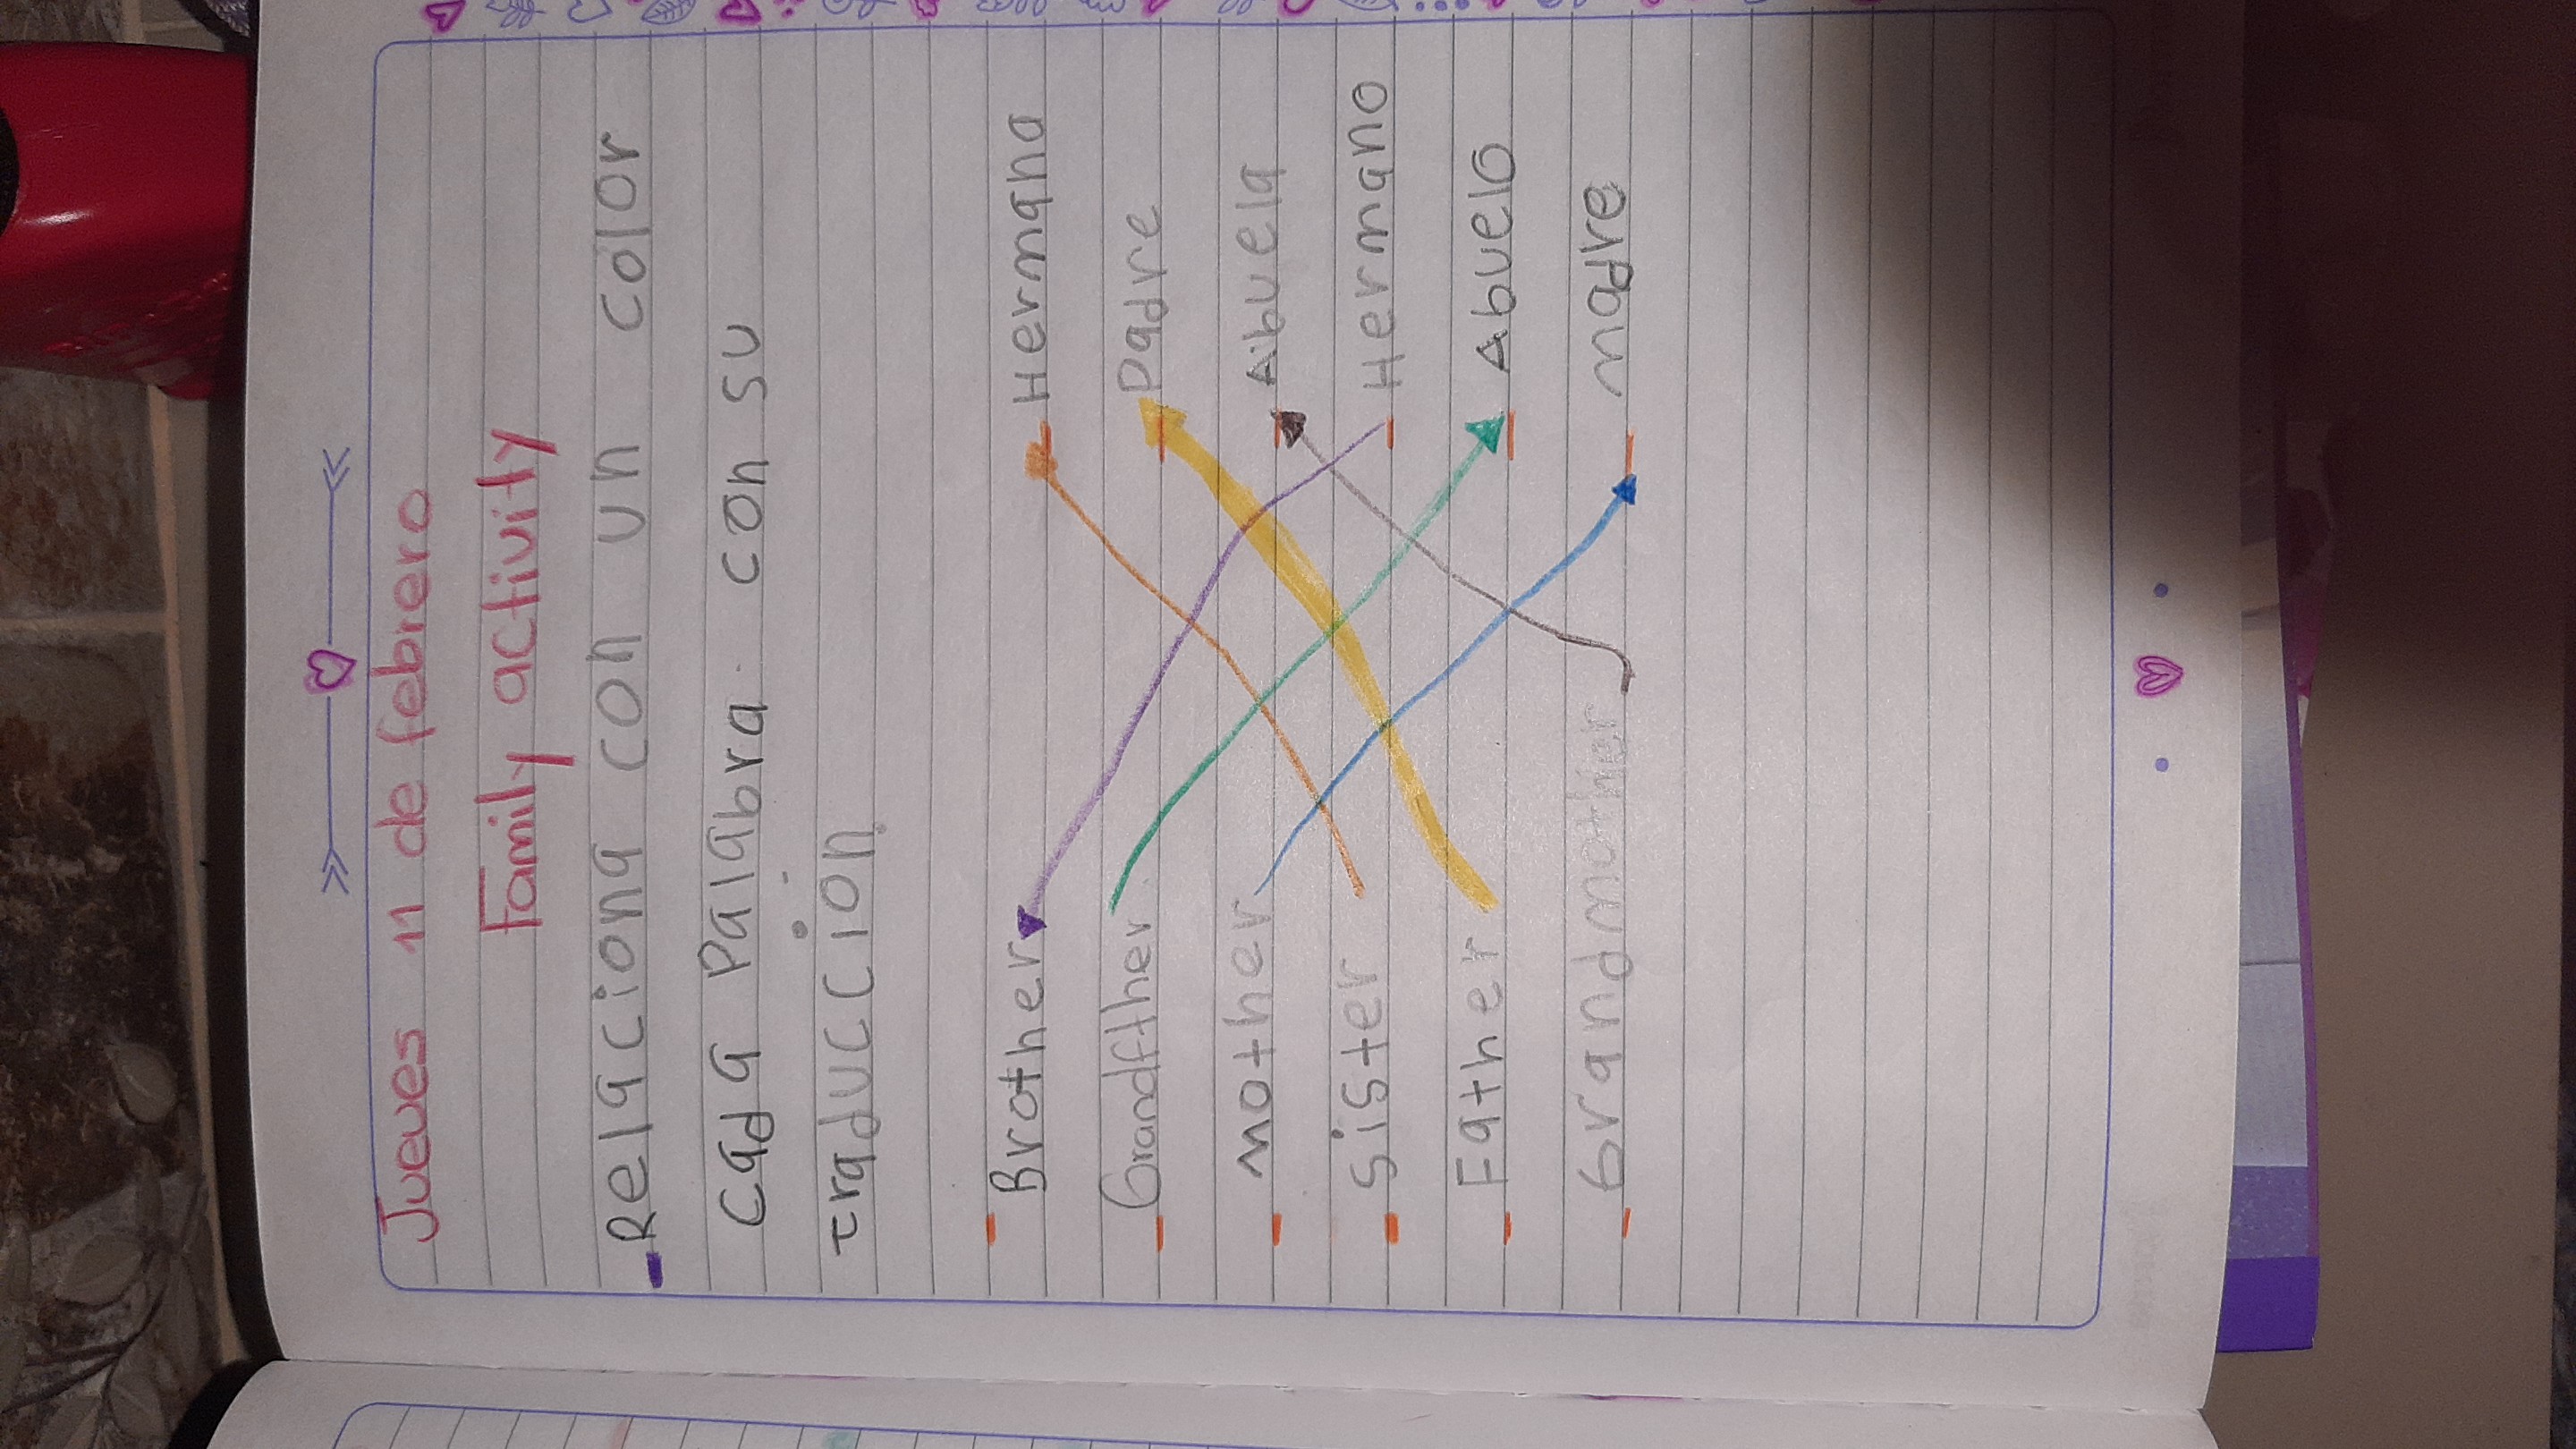 Jueves 11 de febrero
Family activity
-Relaciona con un color
cada Palabra con su
traducción.
- Brother - Hermana
- Grandfther - Padre
- mother - Abuela
- sister - Hermano
- Father - Abuelo
- Grandmother - madre